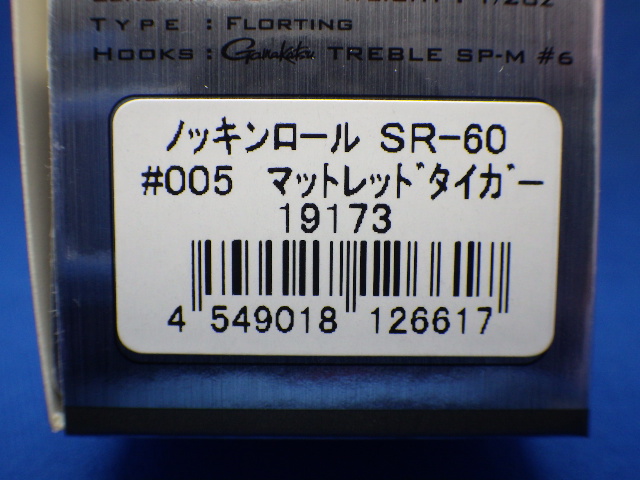 TYPE : FLORTING
HOOKS : Gamakatsu TREBLE SP-M #6
ノッキンロール SR-60
#005 マットレッドタイガー
19173
4 549018 126617